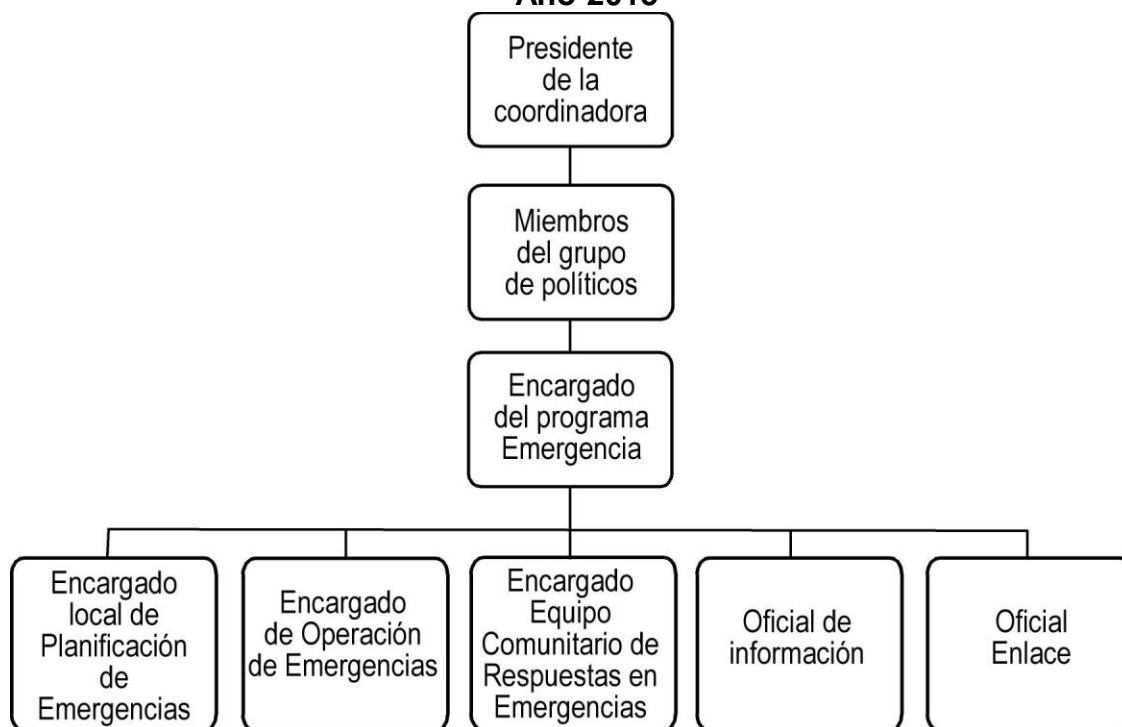 Presidente
de la
coordinadora
Miembros
del grupo
de políticos
Encargado
del programa
Emergencia
Encargado
local de
Planificación
de
Emergencias
Encargado
de Operación
de Emergencias
Encargado
Equipo
Comunitario de
Respuestas en
Emergencias
Oficial de
información
Oficial
Enlace